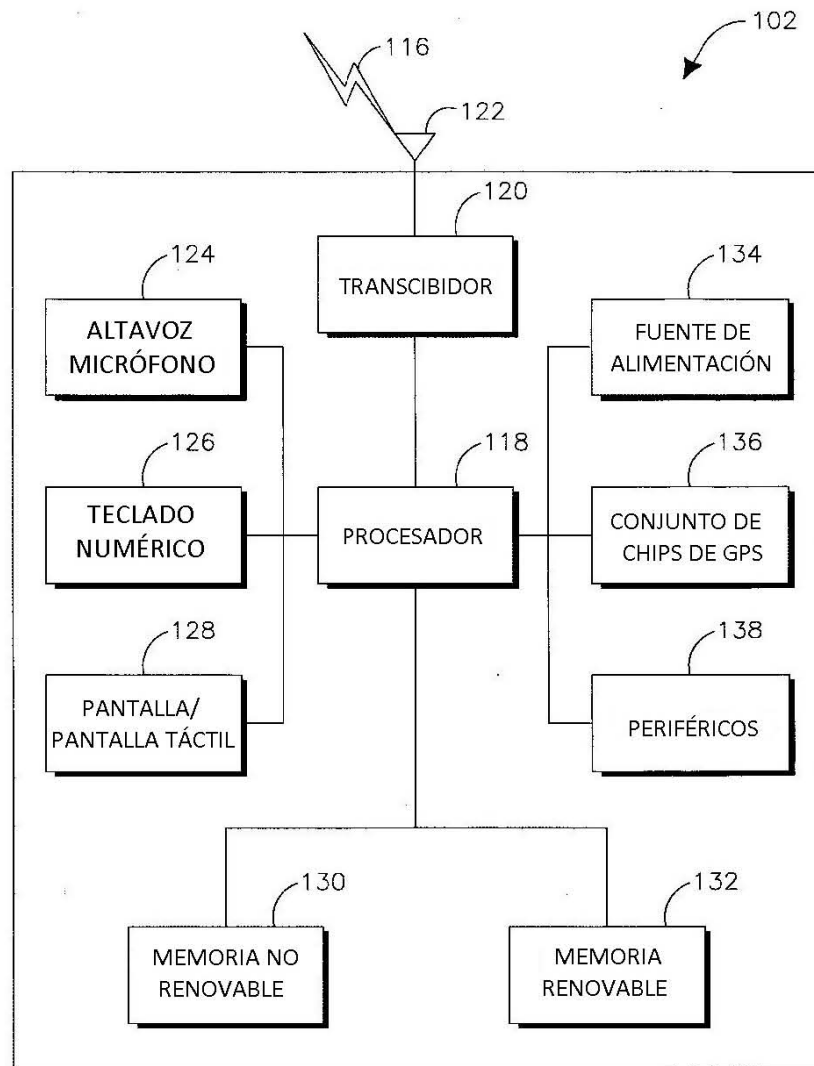 116
102
122
120
TRANSCIBIDOR
124
ALTAVOZ
MICRÓFONO
134
FUENTE DE
ALIMENTACIÓN
126
TECLADO
NUMÉRICO
118
PROCESADOR
136
CONJUNTO DE
CHIPS DE GPS
128
PANTALLA/
PANTALLA TÁCTIL
138
PERIFÉRICOS
130
MEMORIA NO
RENOVABLE
132
MEMORIA
RENOVABLE